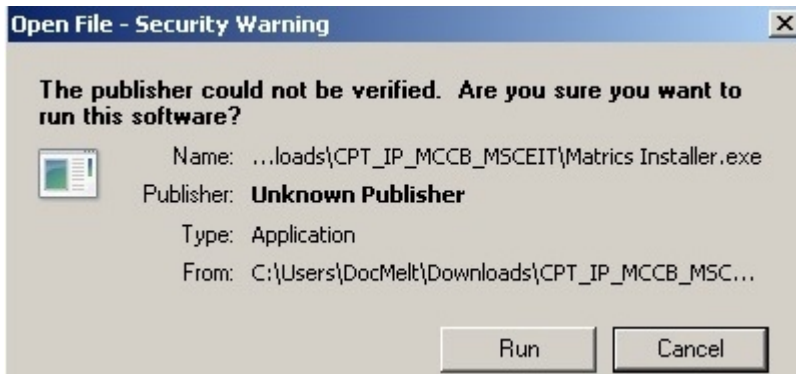 Open File - Security Warning
The publisher could not be verified.  Are you sure you want to
run this software?
Name: ...loads\CPT_IP_MCCB_MSCEIT\Matrics Installer.exe
Publisher: Unknown Publisher
Type: Application
From: C:\Users\DocMelt\Downloads\CPT_IP_MCCB_MSC...
Run Cancel